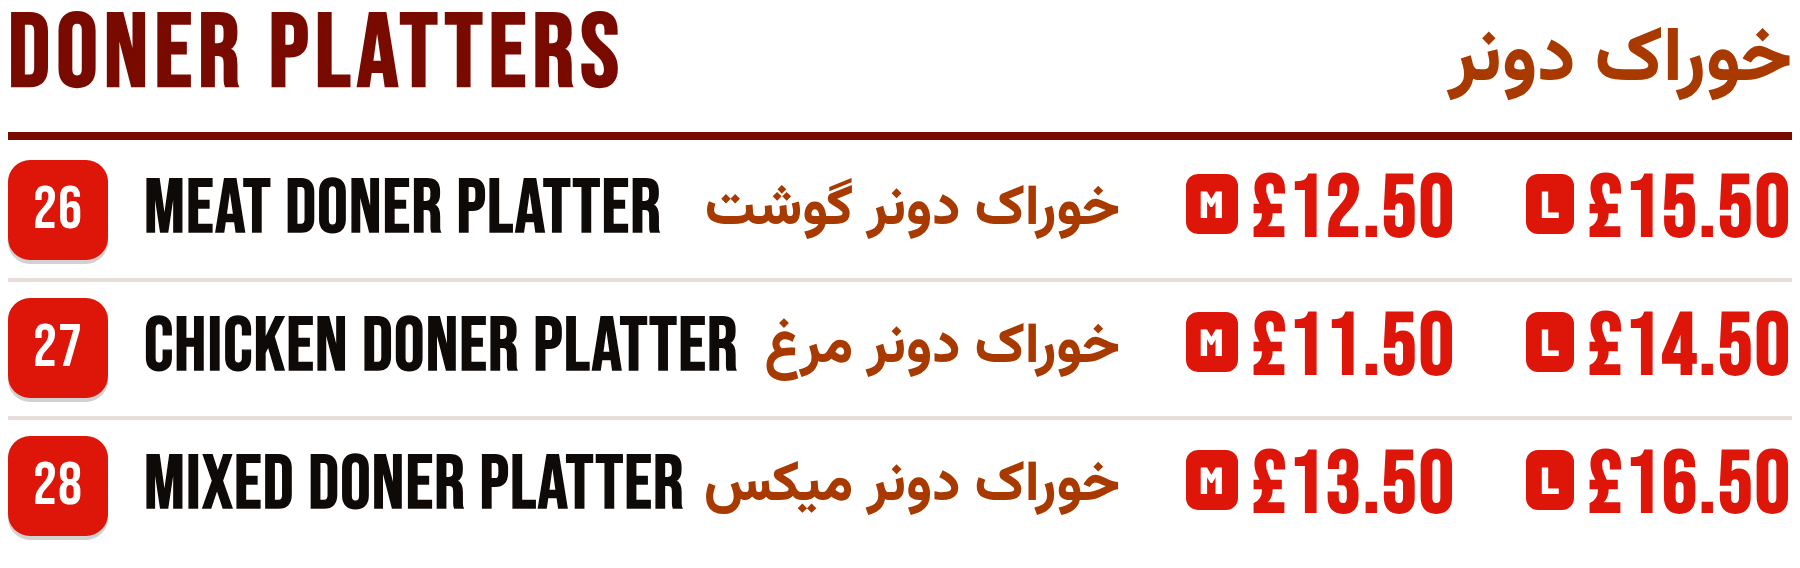 DONER PLATTERS خوراک دونر
26 MEAT DONER PLATTER خوراک دونر گوشت M £12.50 L £15.50
27 CHICKEN DONER PLATTER خوراک دونر مرغ M £11.50 L £14.50
28 MIXED DONER PLATTER خوراک دونر میکس M £13.50 L £16.50